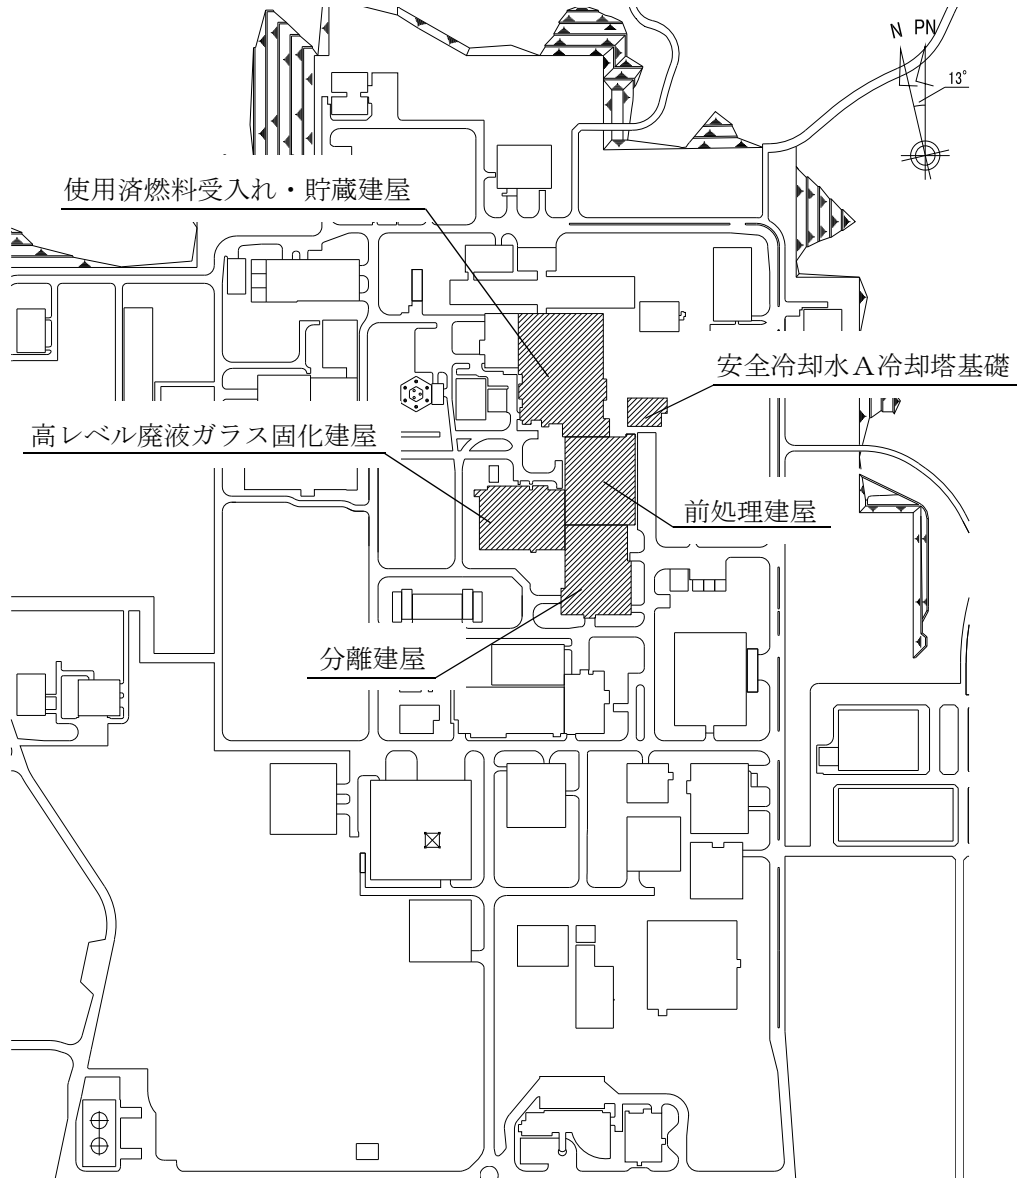 N PN
13°
使用済燃料受入れ・貯蔵建屋
安全冷却水A冷却塔基礎
高レベル廃液ガラス固化建屋
前処理建屋
分離建屋